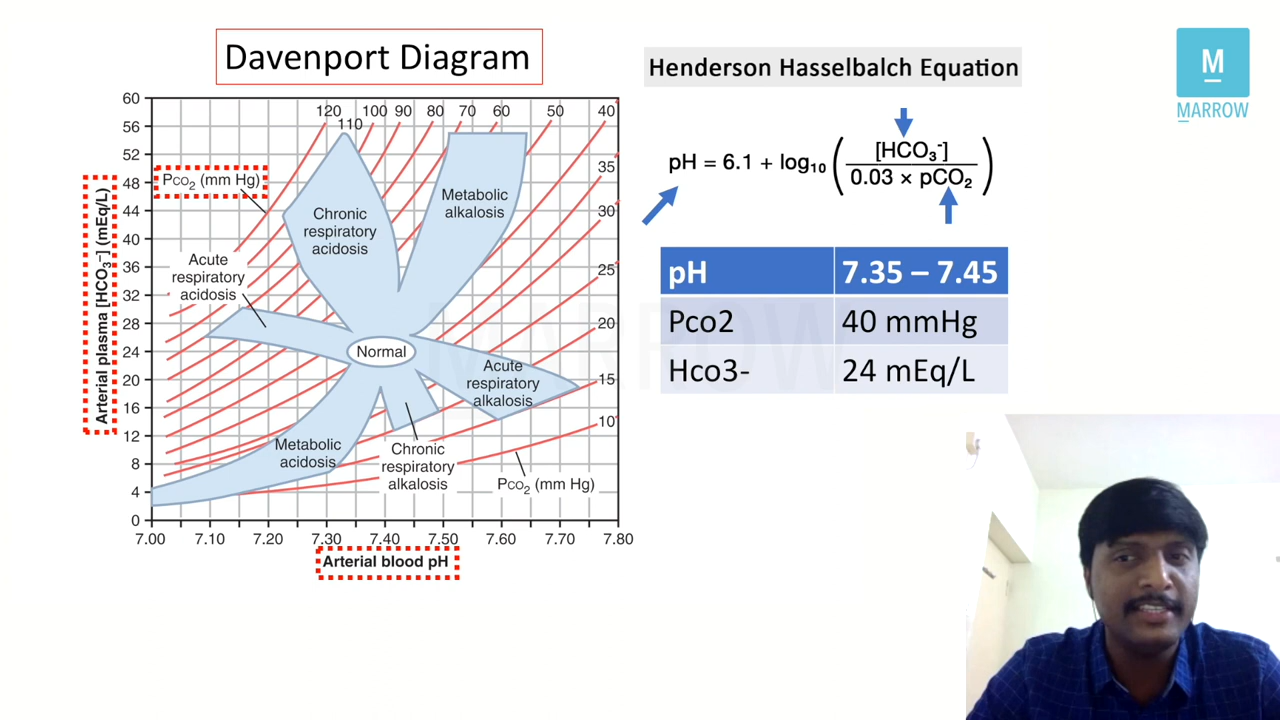 Davenport Diagram
Henderson Hasselbalch Equation
M
MARROW
pH = 6.1 + log10 ([HCO3-] / 0.03 × pCO2)
pH 7.35 – 7.45
Pco2 40 mmHg
Hco3- 24 mEq/L
Arterial plasma [HCO3−] (mEq/L)
60
56
52
48
44
40
36
32
28
24
20
16
12
8
4
0
120 110 100 90 80 70 60 50 40
35
30
25
20
15
10
PCO2 (mm Hg)
Chronic
respiratory
acidosis
Metabolic
alkalosis
Acute
respiratory
acidosis
Normal
Acute
respiratory
alkalosis
Metabolic
acidosis
Chronic
respiratory
alkalosis
PCO2 (mm Hg)
7.00 7.10 7.20 7.30 7.40 7.50 7.60 7.70 7.80
Arterial blood pH
MARROW